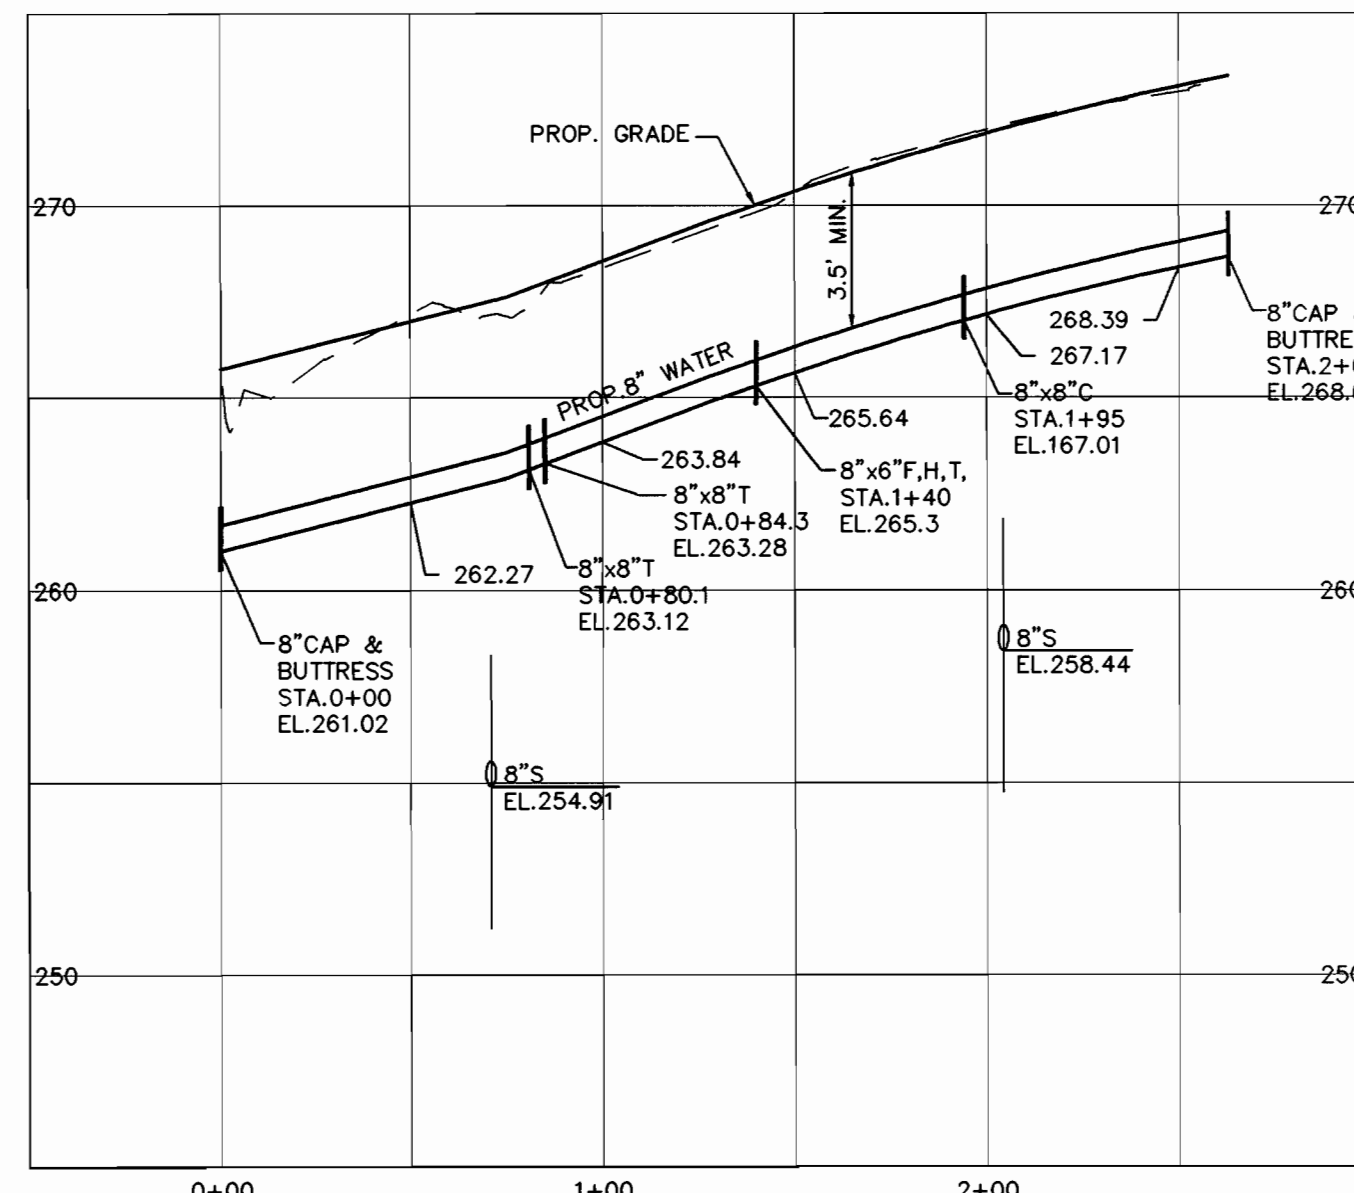 PROP. GRADE
270
270
3.5' MIN.
PROP.8" WATER
268.39
267.17
8"CAP
BUTTRE
STA.2+
EL.268.
8"x8"C
STA.1+95
EL.167.01
265.64
263.84
8"x6"F,H,T,
STA.1+40
EL.265.3
8"x8"T
STA.0+84.3
EL.263.28
262.27
8"x8"T
STA.0+80.1
EL.263.12
260
260
8"CAP &
BUTTRESS
STA.0+00
EL.261.02
8"S
EL.258.44
8"S
EL.254.91
250
250
0+00
1+00
2+00